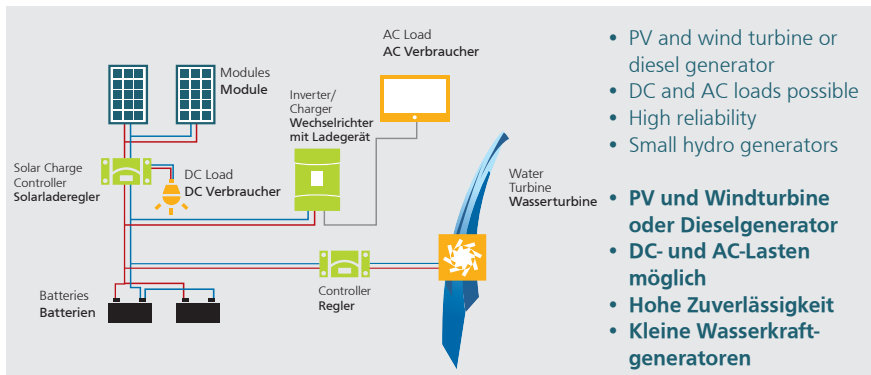 AC Load
AC Verbraucher
Modules
Module
Inverter/
Charger
Wechselrichter
mit Ladegerät
Solar Charge
Controller
Solarladeregler
DC Load
DC Verbraucher
Water
Turbine
Wasserturbine
Controller
Regler
Batteries
Batterien
• PV and wind turbine or
diesel generator
• DC and AC loads possible
• High reliability
• Small hydro generators
• PV und Windturbine
oder Dieselgenerator
• DC- und AC-Lasten
möglich
• Hohe Zuverlässigkeit
• Kleine Wasserkraft-
generatoren